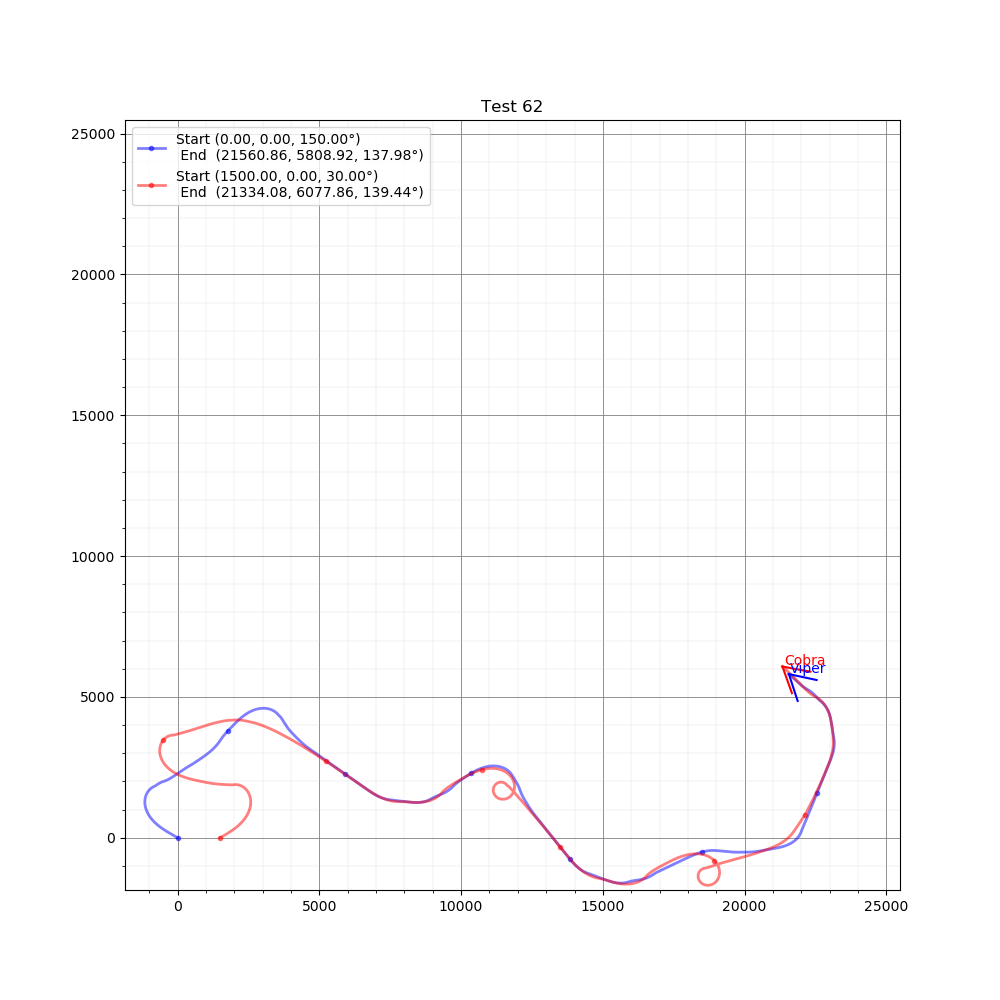 Test 62
Start (0.00, 0.00, 150.00°)
End  (21560.86, 5808.92, 137.98°)
Start (1500.00, 0.00, 30.00°)
End  (21334.08, 6077.86, 139.44°)
25000
20000
15000
10000
5000
0
Cobra
Viper
0
5000
10000
15000
20000
25000